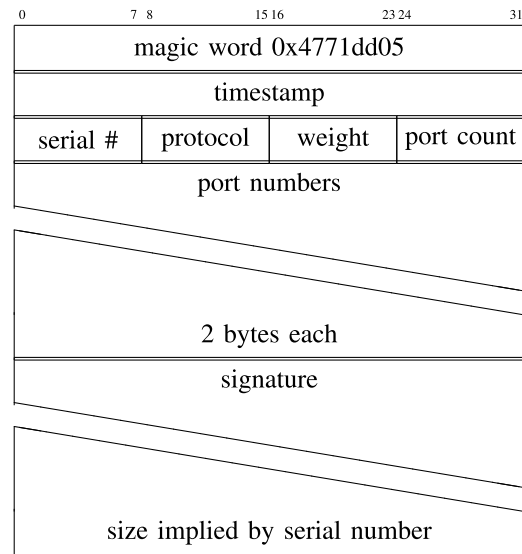 0 7 8 15 16 23 24 31
magic word 0x4771dd05
timestamp
serial # protocol weight port count
port numbers
2 bytes each
signature
size implied by serial number